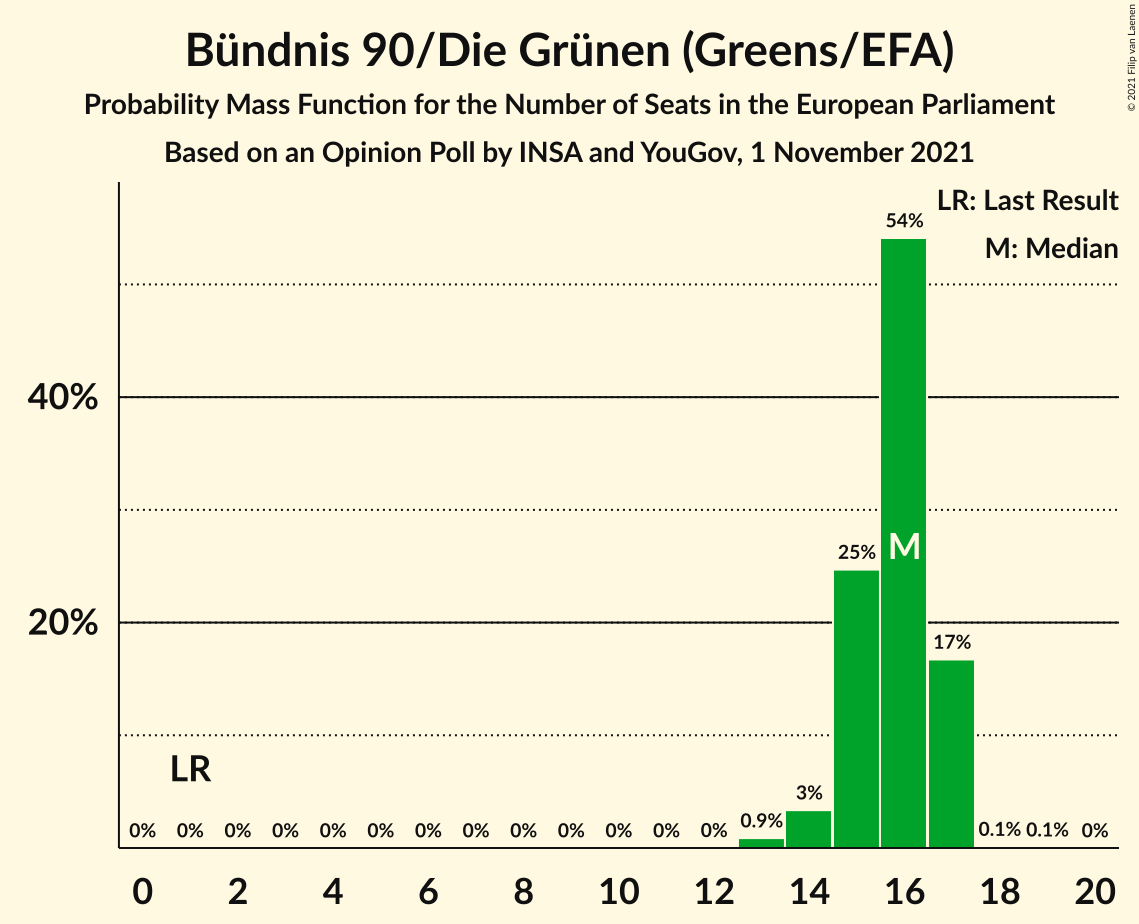 Bündnis 90/Die Grünen (Greens/EFA)
Probability Mass Function for the Number of Seats in the European Parliament
Based on an Opinion Poll by INSA and YouGov, 1 November 2021
© 2021 Filip van Laenen
LR: Last Result
M: Median
54%
40%
25%
M
20%
17%
LR
3%
0.9%
0% 0% 0% 0% 0% 0% 0% 0% 0% 0% 0% 0% 0% 0.1% 0.1% 0%
0 2 4 6 8 10 12 14 16 18 20